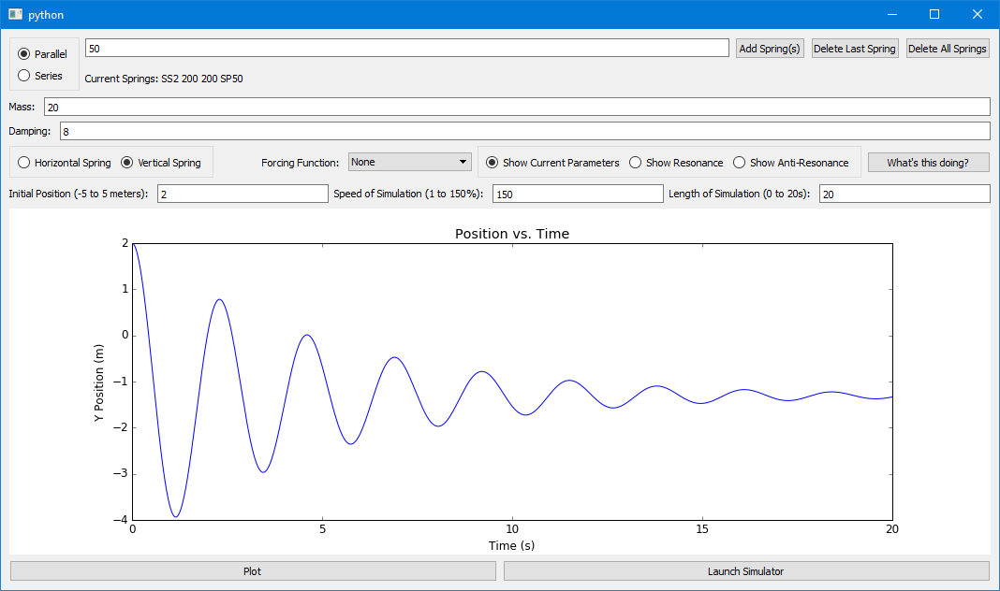 python
Parallel
50
Add Spring(s)
Delete Last Spring
Delete All Springs
Series
Current Springs: SS2 200 200 SP50
Mass: 20
Damping: 8
Horizontal Spring
Vertical Spring
Forcing Function: None
Show Current Parameters
Show Resonance
Show Anti-Resonance
What's this doing?
Initial Position (-5 to 5 meters): 2
Speed of Simulation (1 to 150%): 150
Length of Simulation (0 to 20s): 20
Position vs. Time
2
1
0
−1
−2
−3
−4
Y Position (m)
0 5 10 15 20
Time (s)
Plot
Launch Simulator